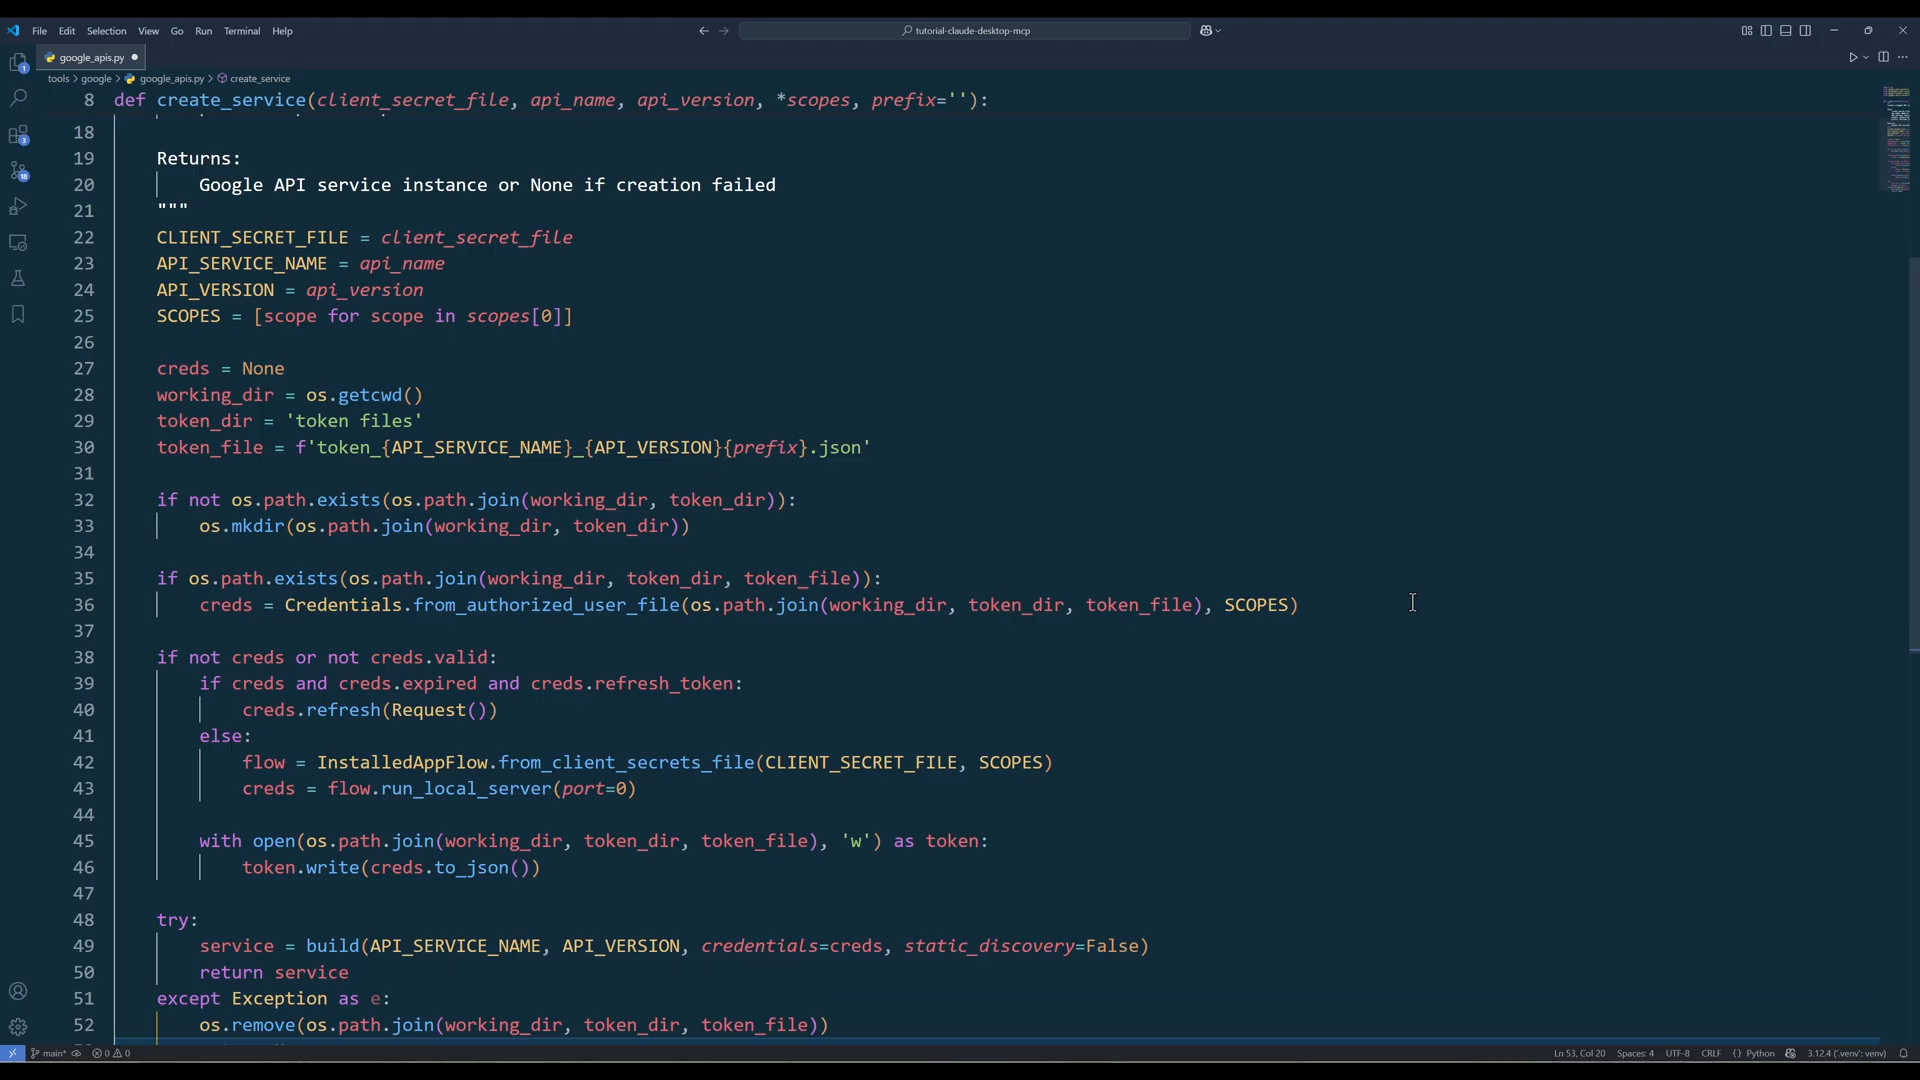 File Edit Selection View Go Run Terminal Help
tutorial-claude-desktop-mcp
google_apis.py
tools > google > google_apis.py > create_service
8 def create_service(client_secret_file, api_name, api_version, *scopes, prefix=''):
18
19 Returns:
20 Google API service instance or None if creation failed
21 """
22 CLIENT_SECRET_FILE = client_secret_file
23 API_SERVICE_NAME = api_name
24 API_VERSION = api_version
25 SCOPES = [scope for scope in scopes[0]]
26
27 creds = None
28 working_dir = os.getcwd()
29 token_dir = 'token files'
30 token_file = f'token_{API_SERVICE_NAME}_{API_VERSION}{prefix}.json'
31
32 if not os.path.exists(os.path.join(working_dir, token_dir)):
33 os.mkdir(os.path.join(working_dir, token_dir))
34
35 if os.path.exists(os.path.join(working_dir, token_dir, token_file)):
36 creds = Credentials.from_authorized_user_file(os.path.join(working_dir, token_dir, token_file), SCOPES)
37
38 if not creds or not creds.valid:
39 if creds and creds.expired and creds.refresh_token:
40 creds.refresh(Request())
41 else:
42 flow = InstalledAppFlow.from_client_secrets_file(CLIENT_SECRET_FILE, SCOPES)
43 creds = flow.run_local_server(port=0)
44
45 with open(os.path.join(working_dir, token_dir, token_file), 'w') as token:
46 token.write(creds.to_json())
47
48 try:
49 service = build(API_SERVICE_NAME, API_VERSION, credentials=creds, static_discovery=False)
50 return service
51 except Exception as e:
52 os.remove(os.path.join(working_dir, token_dir, token_file))
1
3
18
main* 0 0 Ln 53, Col 20 Spaces: 4 UTF-8 CRLF {} Python 3.12.4 ('.venv': venv)